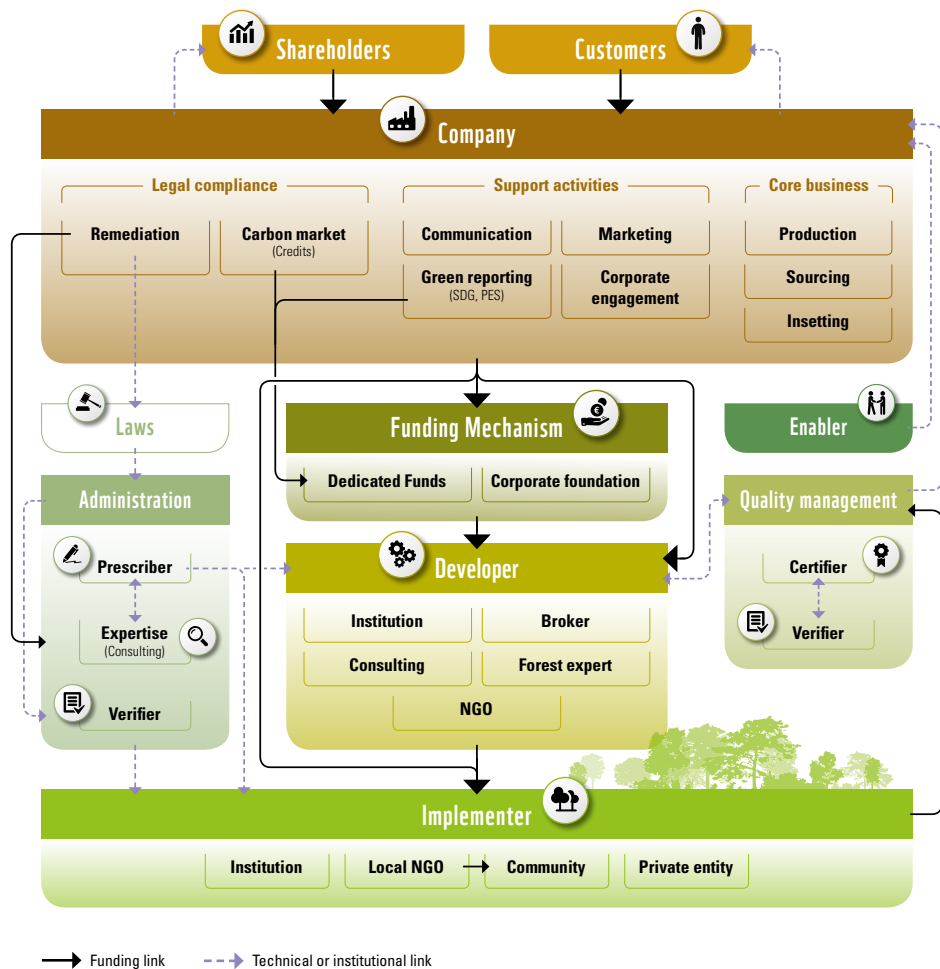 Shareholders
Customers
Company
Legal compliance
Support activities
Core business
Remediation
Carbon market
(Credits)
Communication
Marketing
Production
Green reporting
(SDG, PES)
Corporate
engagement
Sourcing
Insetting
Laws
Funding Mechanism
Enabler
Dedicated Funds
Corporate foundation
Administration
Quality management
Prescriber
Developer
Certifier
Expertise
(Consulting)
Institution
Broker
Verifier
Consulting
Forest expert
Verifier
NGO
Implementer
Institution
Local NGO
Community
Private entity
Funding link
Technical or institutional link